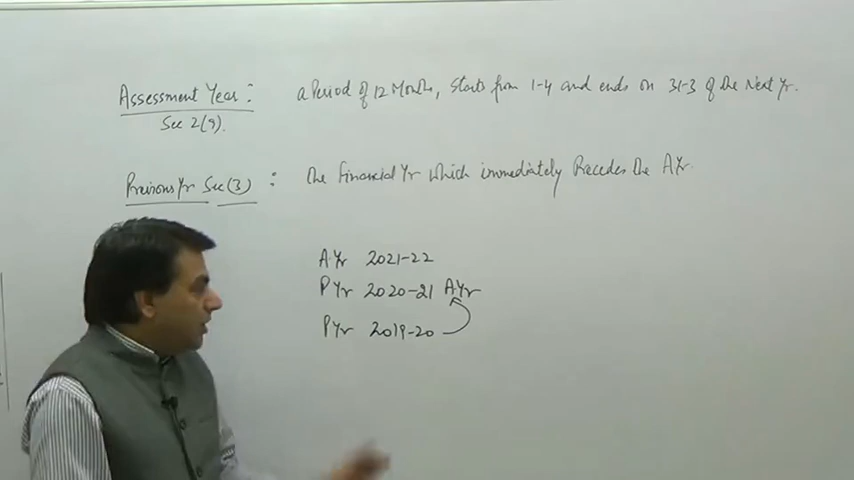 Assessment Year : a Period of 12 Months, Starts from 1-4 and ends on 31-3 of the Next Yr.
Sec 2(9).
Previous Yr Sec (3) : the Financial Yr which immediately Precedes the A Yr.
A Yr 2021-22
P Yr 2020-21 A Yr
P Yr 2019-20